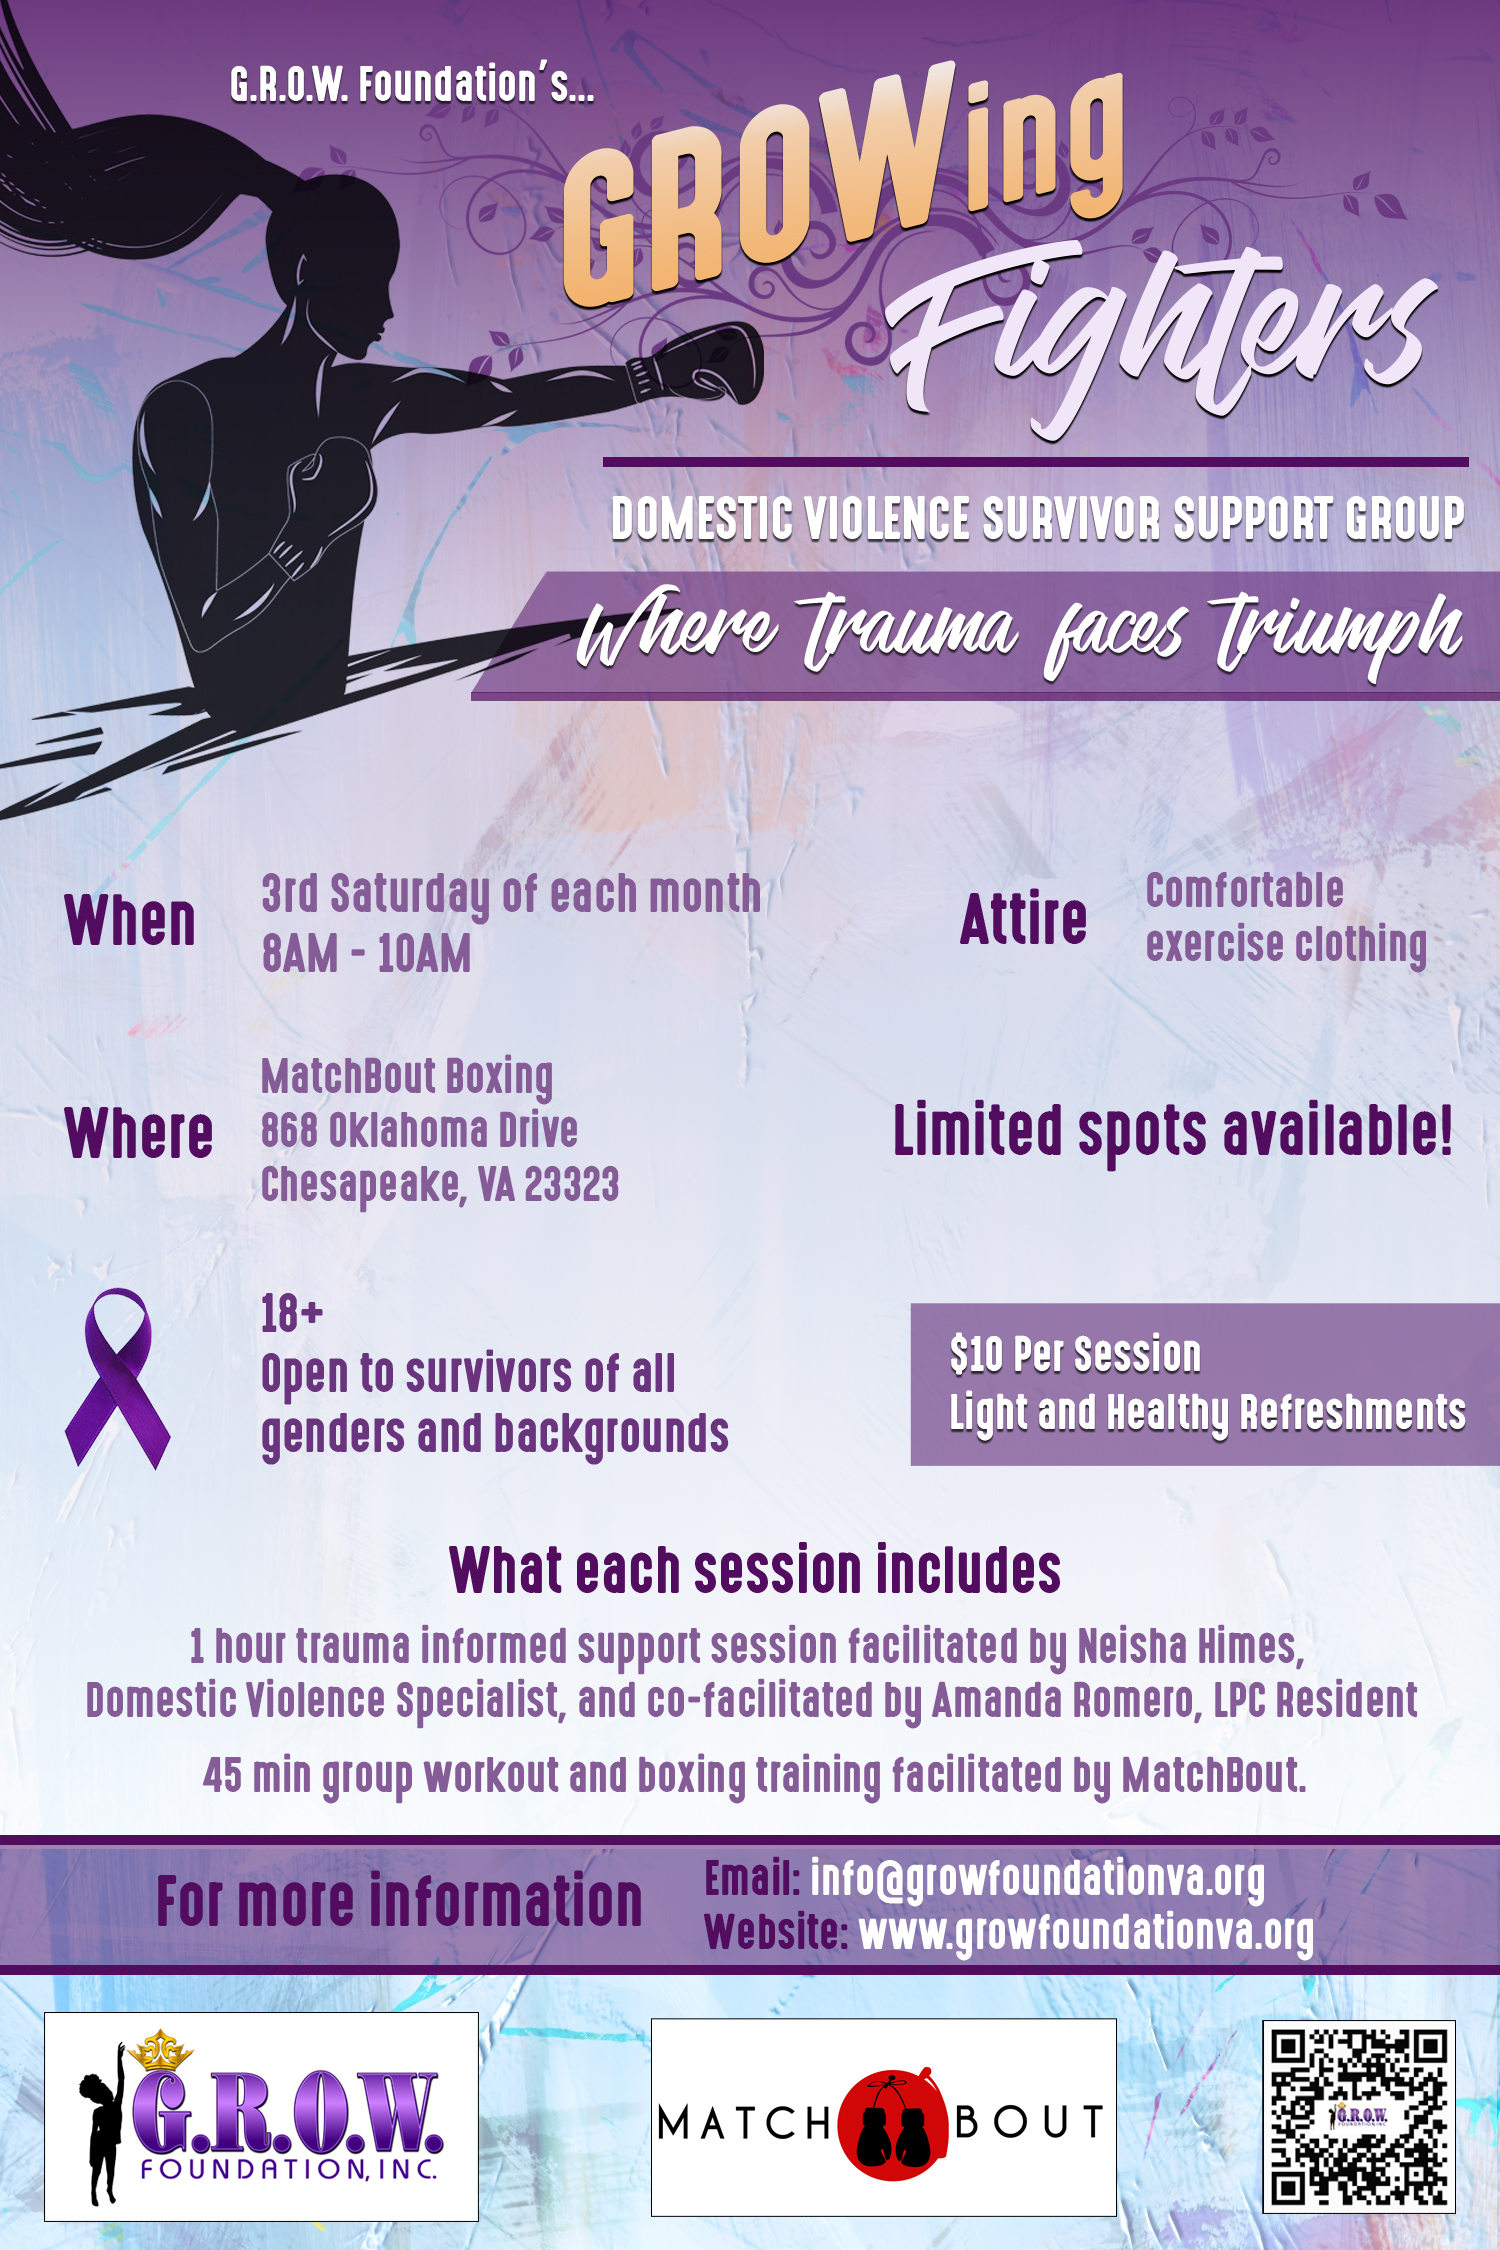 G.R.O.W. Foundation's...
GROWing
Fighters
DOMESTIC VIOLENCE SURVIVOR SUPPORT GROUP
Where Trauma faces Triumph
When
3rd Saturday of each month
8AM - 10AM
Attire
Comfortable
exercise clothing
Where
MatchBout Boxing
868 Oklahoma Drive
Chesapeake, VA 23323
Limited spots available!
18+
Open to survivors of all
genders and backgrounds
$10 Per Session
Light and Healthy Refreshments
What each session includes
1 hour trauma informed support session facilitated by Neisha Himes,
Domestic Violence Specialist, and co-facilitated by Amanda Romero, LPC Resident
45 min group workout and boxing training facilitated by MatchBout.
For more information
Email: info@growfoundationva.org
Website: www.growfoundationva.org
G.R.O.W.
FOUNDATION, INC.
MATCH BOUT
G.R.O.W.
FOUNDATION, INC.